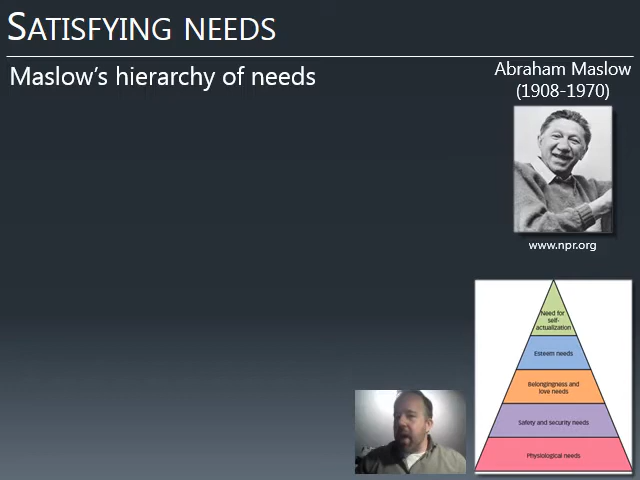 SATISFYING NEEDS
Maslow's hierarchy of needs
Abraham Maslow
(1908-1970)
www.npr.org
Need for
self-
actualization
Esteem needs
Belongingness and
love needs
Safety and security needs
Physiological needs